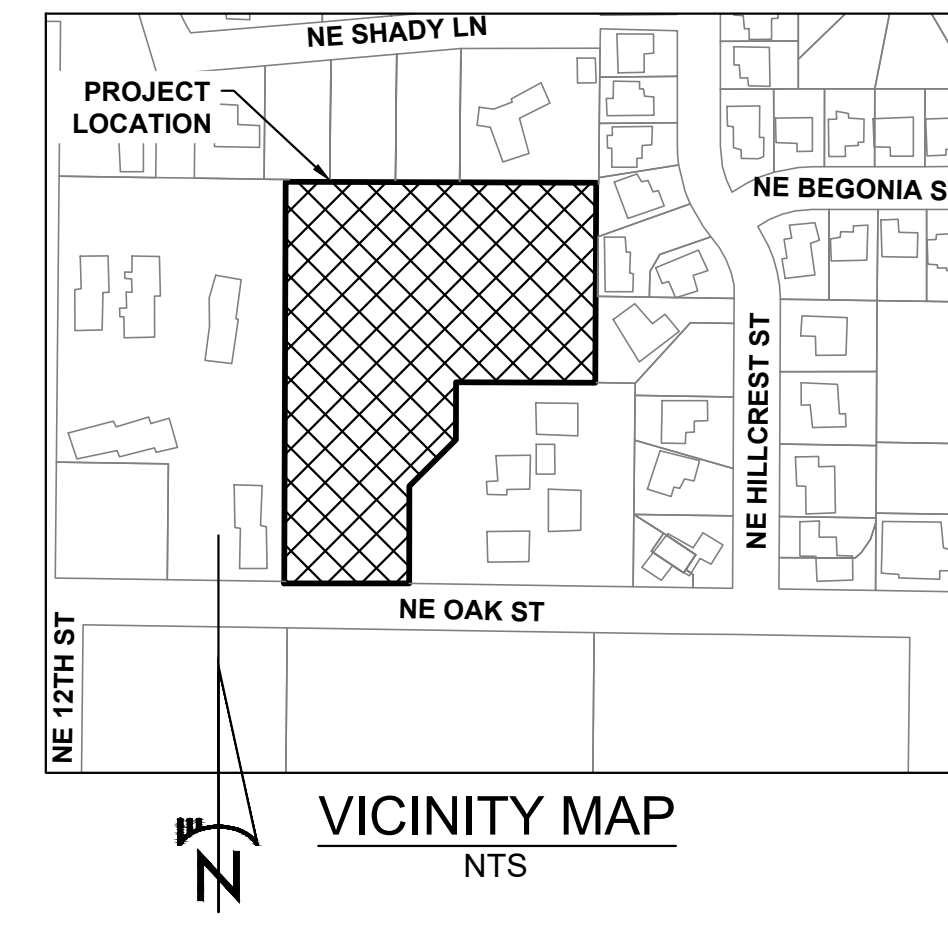 NE SHADY LN
PROJECT
LOCATION
NE BEGONIA S
NE HILLCREST ST
NE OAK ST
NE 12TH ST
VICINITY MAP
NTS
N